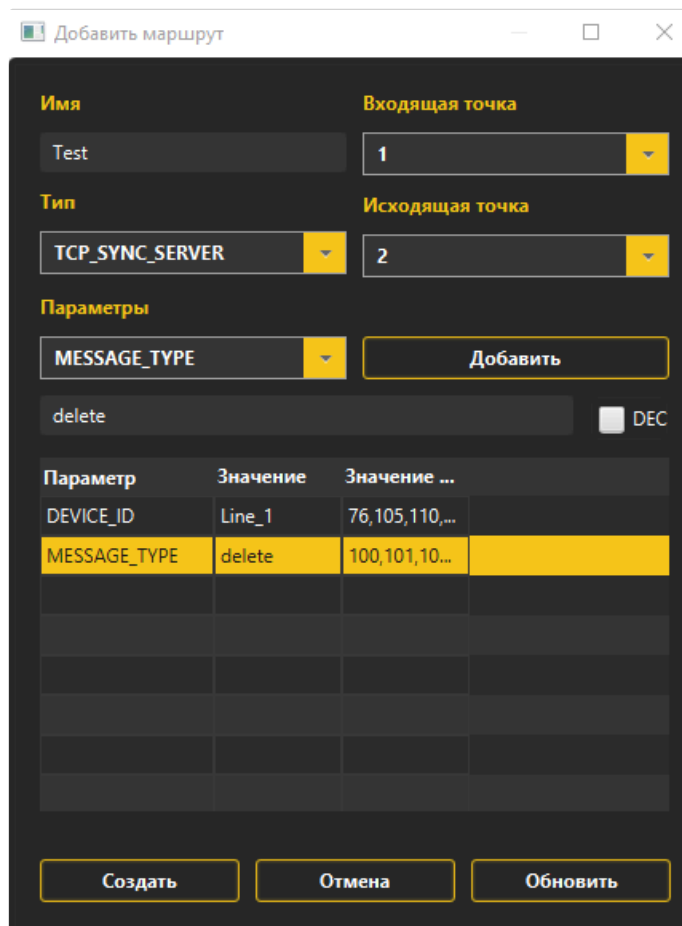 Добавить маршрут
Имя
Входящая точка
Test
1
Тип
Исходящая точка
TCP_SYNC_SERVER
2
Параметры
MESSAGE_TYPE
Добавить
delete
DEC
Параметр Значение Значение ...
DEVICE_ID Line_1 76,105,110,...
MESSAGE_TYPE delete 100,101,10...
Создать Отмена Обновить